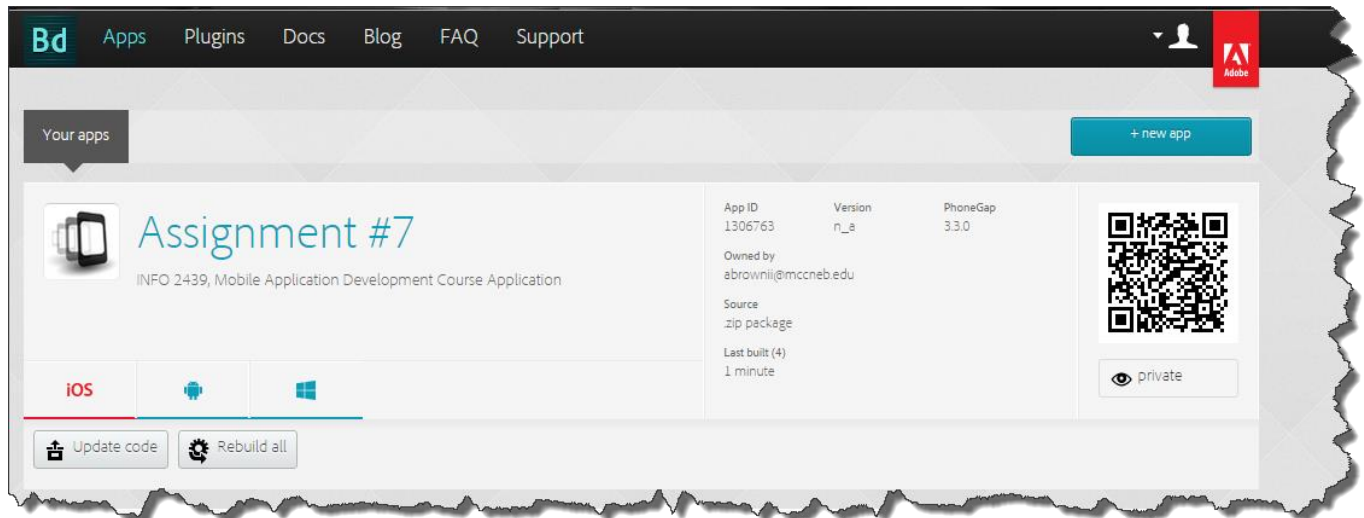 Bd Apps Plugins Docs Blog FAQ Support
Adobe
Your apps
+ new app
Assignment #7
INFO 2439, Mobile Application Development Course Application
App ID Version PhoneGap
1306763 n_a 3.3.0
Owned by
abrownii@mccneb.edu
Source
.zip package
Last built (4)
1 minute
private
iOS
Update code Rebuild all